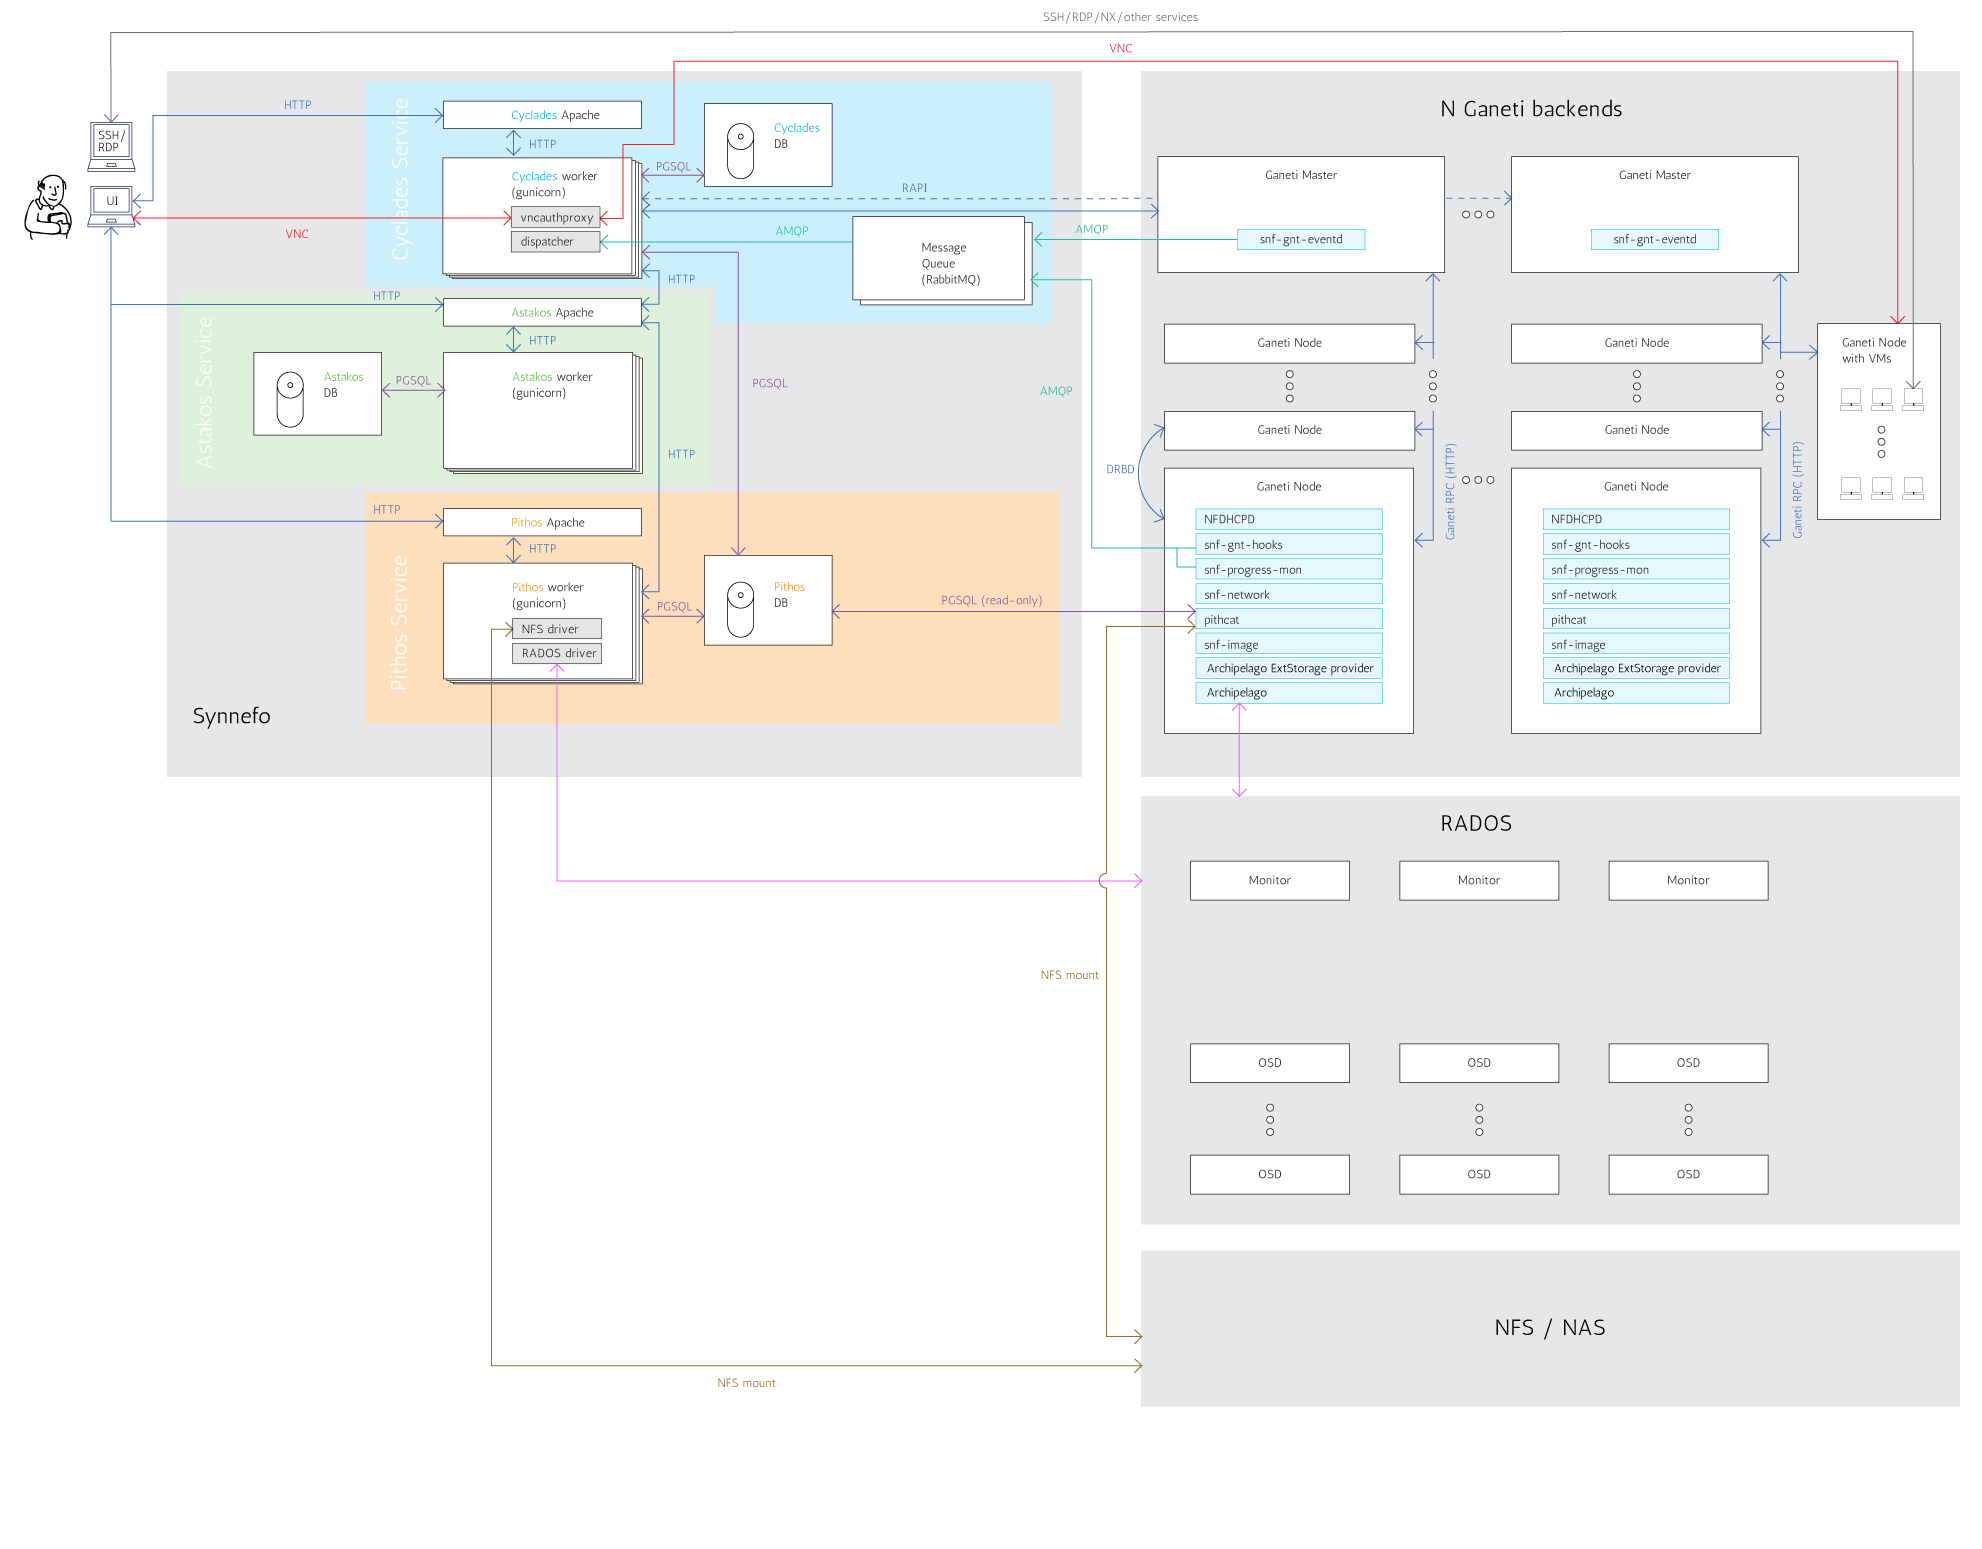 SSH/RDP/NX/other services
VNC
HTTP
SSH/
RDP
UI
VNC
HTTP
HTTP
Synnefo
Cyclades Service
Cyclades Apache
HTTP
Cyclades worker
(gunicorn)
vncauthproxy
dispatcher
PGSQL
Cyclades
DB
RAPI
AMQP
Message
Queue
(RabbitMQ)
AMQP
HTTP
Astakos Service
Astakos Apache
HTTP
Astakos
DB
PGSQL
Astakos worker
(gunicorn)
PGSQL
AMQP
HTTP
Pithos Service
Pithos Apache
HTTP
Pithos worker
(gunicorn)
NFS driver
RADOS driver
PGSQL
Pithos
DB
PGSQL (read-only)
N Ganeti backends
Ganeti Master
snf-gnt-eventd
Ganeti Master
snf-gnt-eventd
Ganeti Node
Ganeti Node
Ganeti Node
with VMs
Ganeti Node
Ganeti Node
DRBD
Ganeti RPC (HTTP)
Ganeti RPC (HTTP)
Ganeti Node
NFDHCPD
snf-gnt-hooks
snf-progress-mon
snf-network
pithcat
snf-image
Archipelago ExtStorage provider
Archipelago
Ganeti Node
NFDHCPD
snf-gnt-hooks
snf-progress-mon
snf-network
pithcat
snf-image
Archipelago ExtStorage provider
Archipelago
RADOS
Monitor
Monitor
Monitor
NFS mount
OSD
OSD
OSD
OSD
OSD
OSD
NFS / NAS
NFS mount